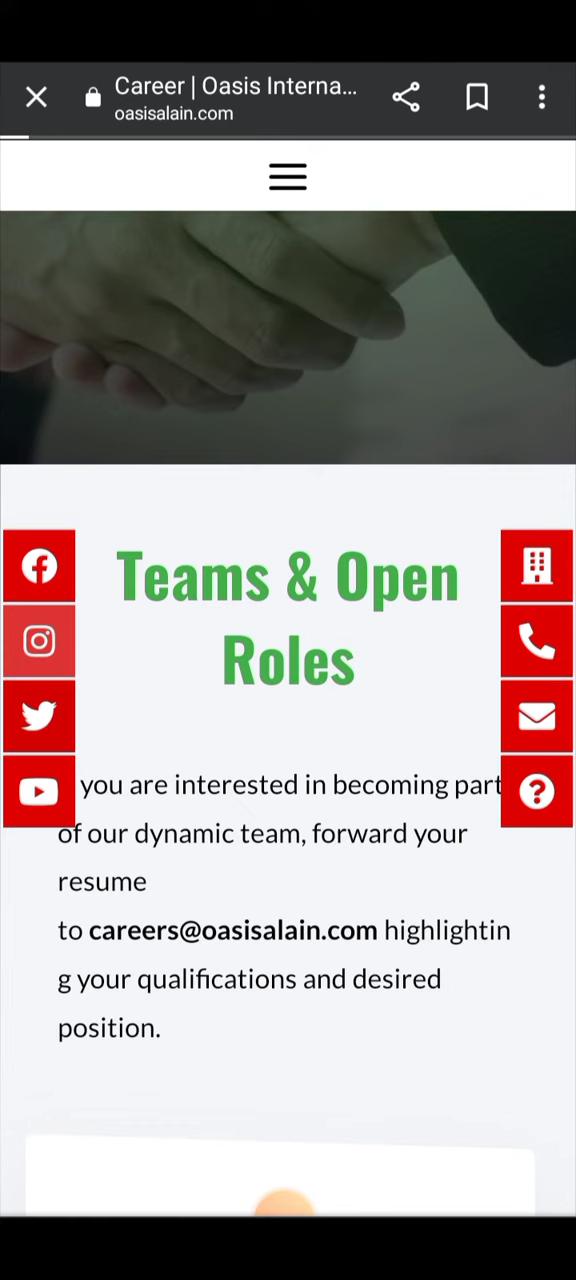 Career | Oasis Interna...
oasisalain.com
Teams & Open
Roles
you are interested in becoming part
of our dynamic team, forward your
resume
to careers@oasisalain.com highlightin
g your qualifications and desired
position.